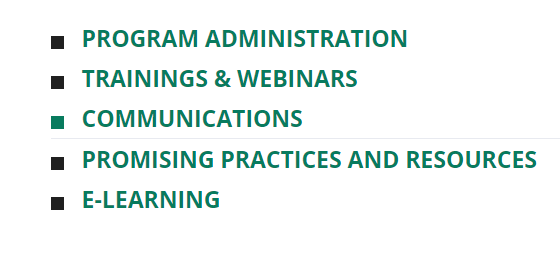 PROGRAM ADMINISTRATION
TRAININGS & WEBINARS
COMMUNICATIONS
PROMISING PRACTICES AND RESOURCES
E-LEARNING